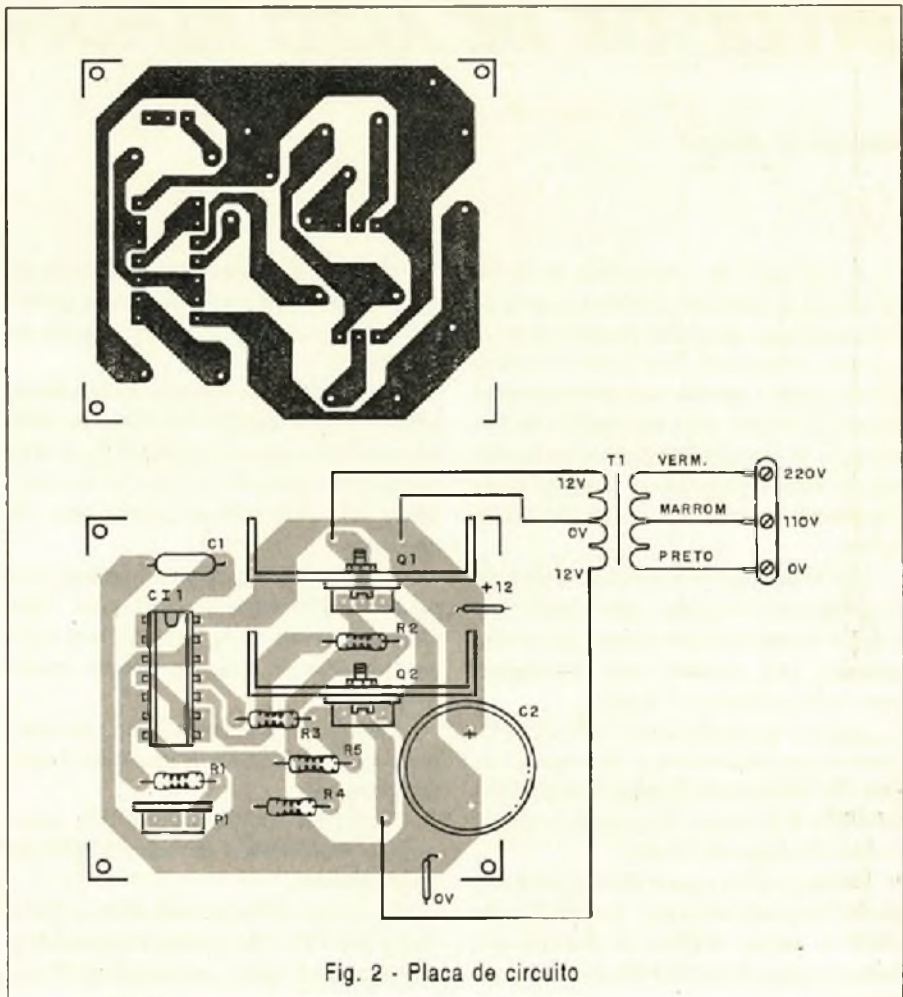 T1
VERM.
12V
220V
MARROM
0V
110V
PRETO
12V
0V
C1
Q1
+12
CI1
R2
Q2
C2
+
R3
R5
R1
R4
P1
0V
Fig. 2 - Placa de circuito